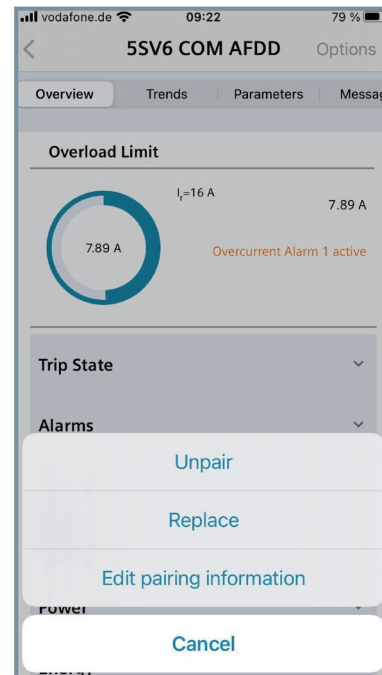 vodafone.de 09:22 79 %
5SV6 COM AFDD Options
Overview Trends Parameters Messag
Overload Limit
Ir=16 A
7.89 A
7.89 A
Overcurrent Alarm 1 active
Trip State
Alarms
Unpair
Replace
Edit pairing information
Power
Cancel